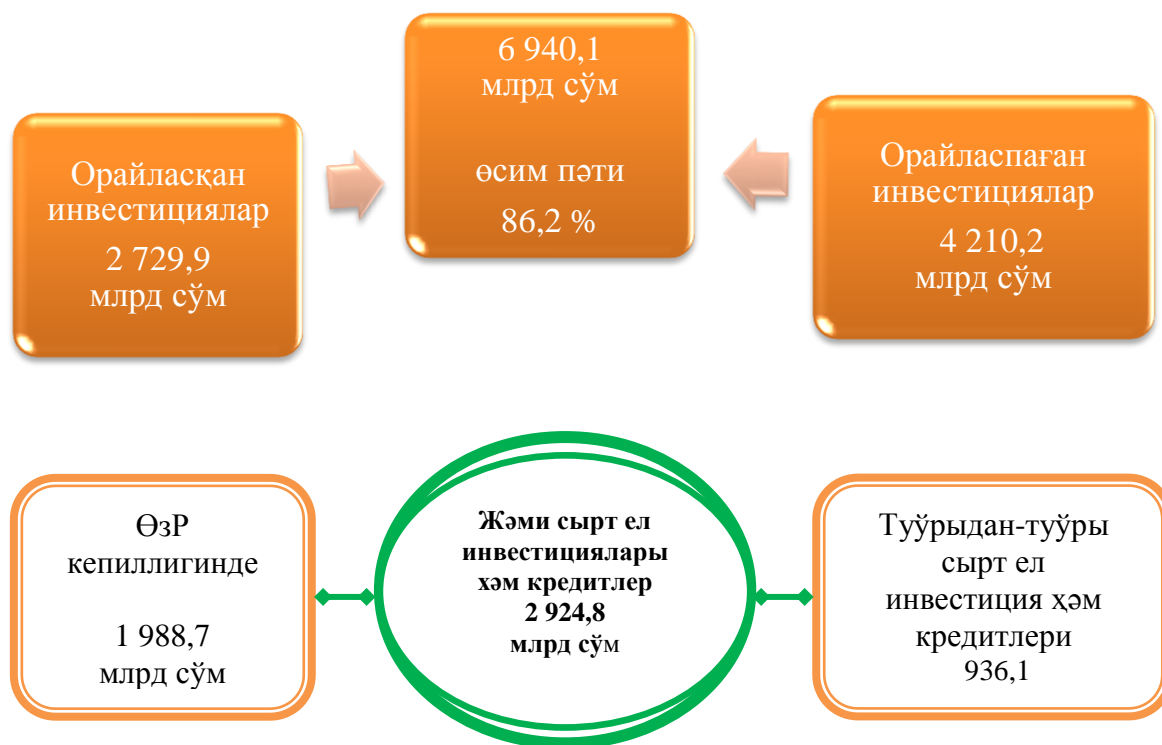 6 940,1
млрд сўм
өсим пәти
86,2 %
Орайласқан
инвестициялар
2 729,9
млрд сўм
Орайласпаған
инвестициялар
4 210,2
млрд сўм
ӨзР
кепиллигинде
1 988,7
млрд сўм
Жәми сырт ел
инвестициялары
хәм кредитлер
2 924,8
млрд сўм
Туўрыдан-туўры
сырт ел
инвестиция ҳәм
кредитлери
936,1